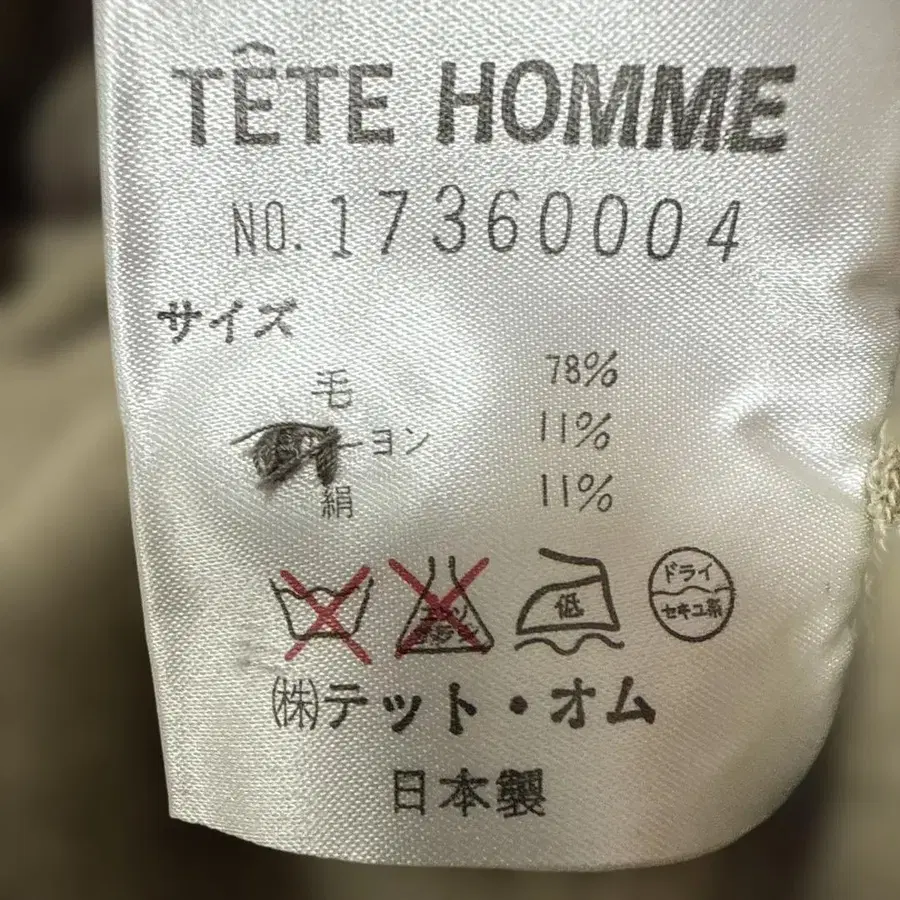 TÊTE HOMME
NO. 17360004
サイズ
毛 78%
ーヨン 11%
絹 11%
低
ドライ
セキユ系
㈱テット・オム
日本製